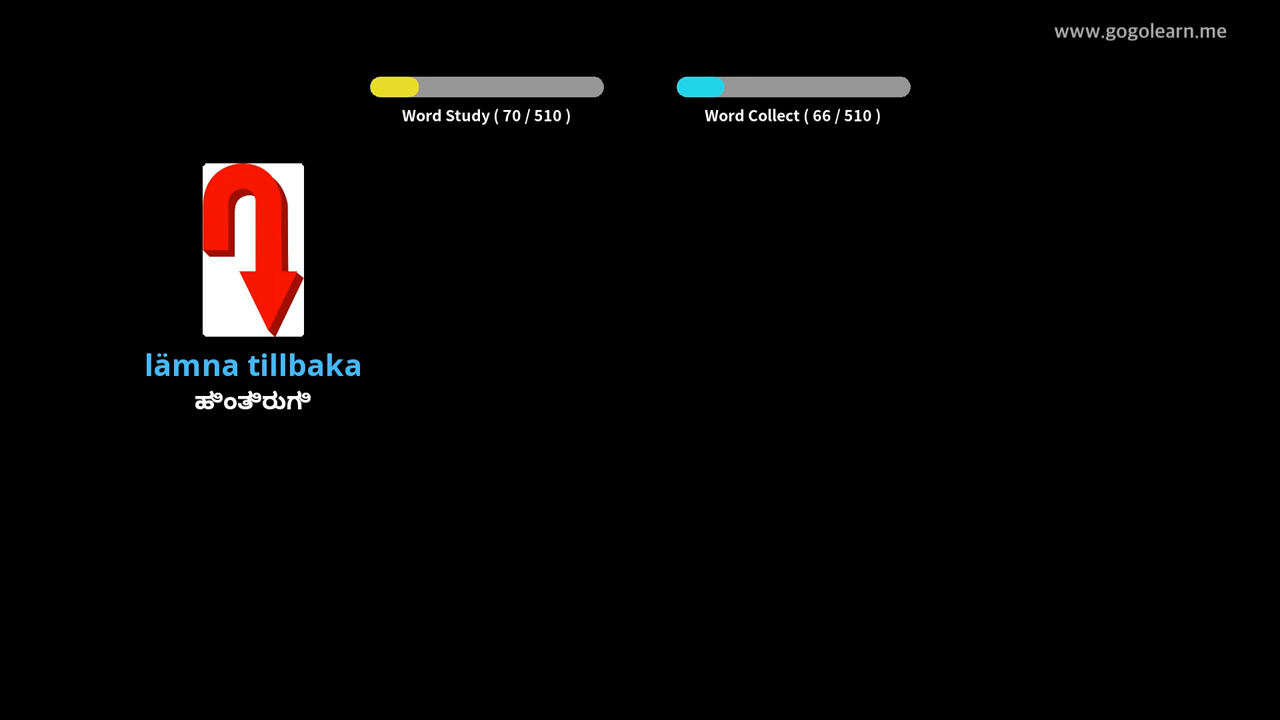 www.gogolearn.me
Word Study ( 70 / 510 )
Word Collect ( 66 / 510 )
lämna tillbaka
ಹಿಂತಿರುಗಿ